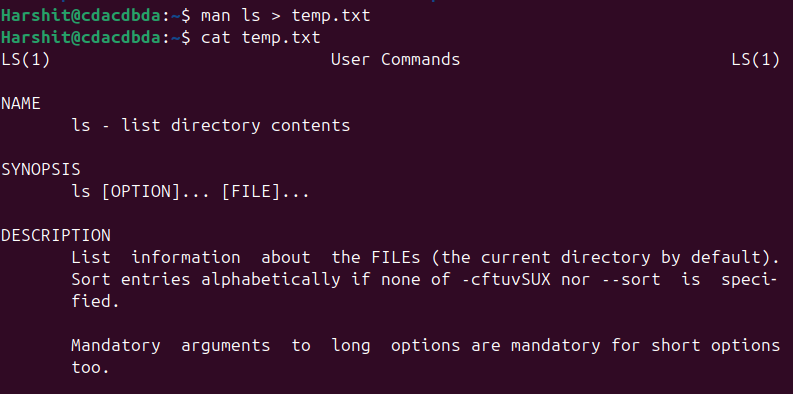 Harshit@cdacdbda:~$ man ls > temp.txt
Harshit@cdacdbda:~$ cat temp.txt
LS(1) User Commands LS(1)
NAME
ls - list directory contents
SYNOPSIS
ls [OPTION]... [FILE]...
DESCRIPTION
List information about the FILEs (the current directory by default).
Sort entries alphabetically if none of -cftuvSUX nor --sort is speci‐
fied.
Mandatory arguments to long options are mandatory for short options
too.